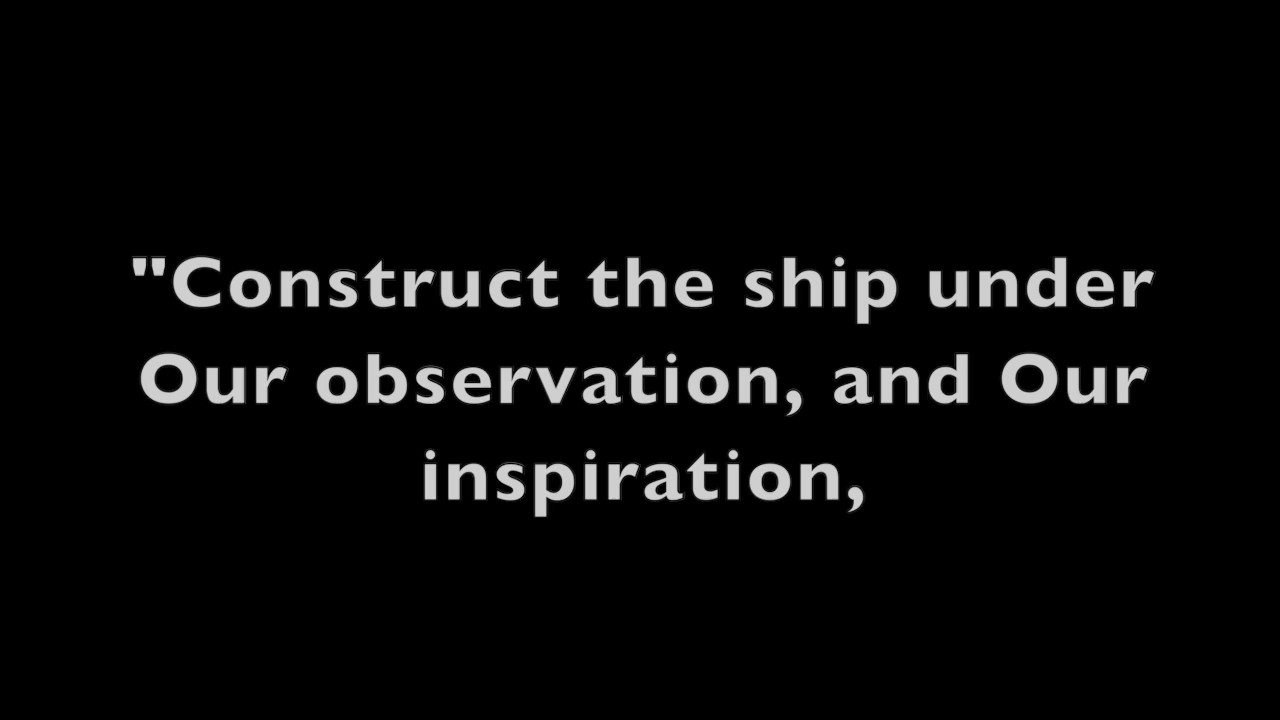 "Construct the ship under
Our observation, and Our
inspiration,